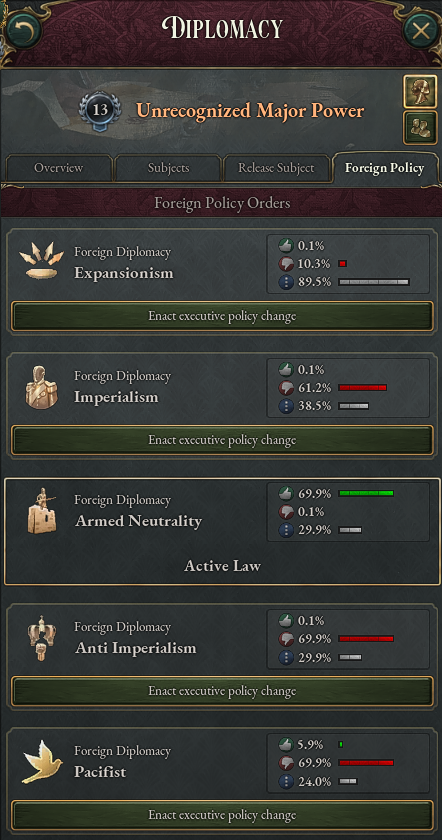 Diplomacy
13
Unrecognized Major Power
Overview
Subjects
Release Subject
Foreign Policy
Foreign Policy Orders
Foreign Diplomacy
Expansionism
0.1%
10.3%
89.5%
Enact executive policy change
Foreign Diplomacy
Imperialism
0.1%
61.2%
38.5%
Enact executive policy change
Foreign Diplomacy
Armed Neutrality
69.9%
0.1%
29.9%
Active Law
Foreign Diplomacy
Anti Imperialism
0.1%
69.9%
29.9%
Enact executive policy change
Foreign Diplomacy
Pacifist
5.9%
69.9%
24.0%
Enact executive policy change